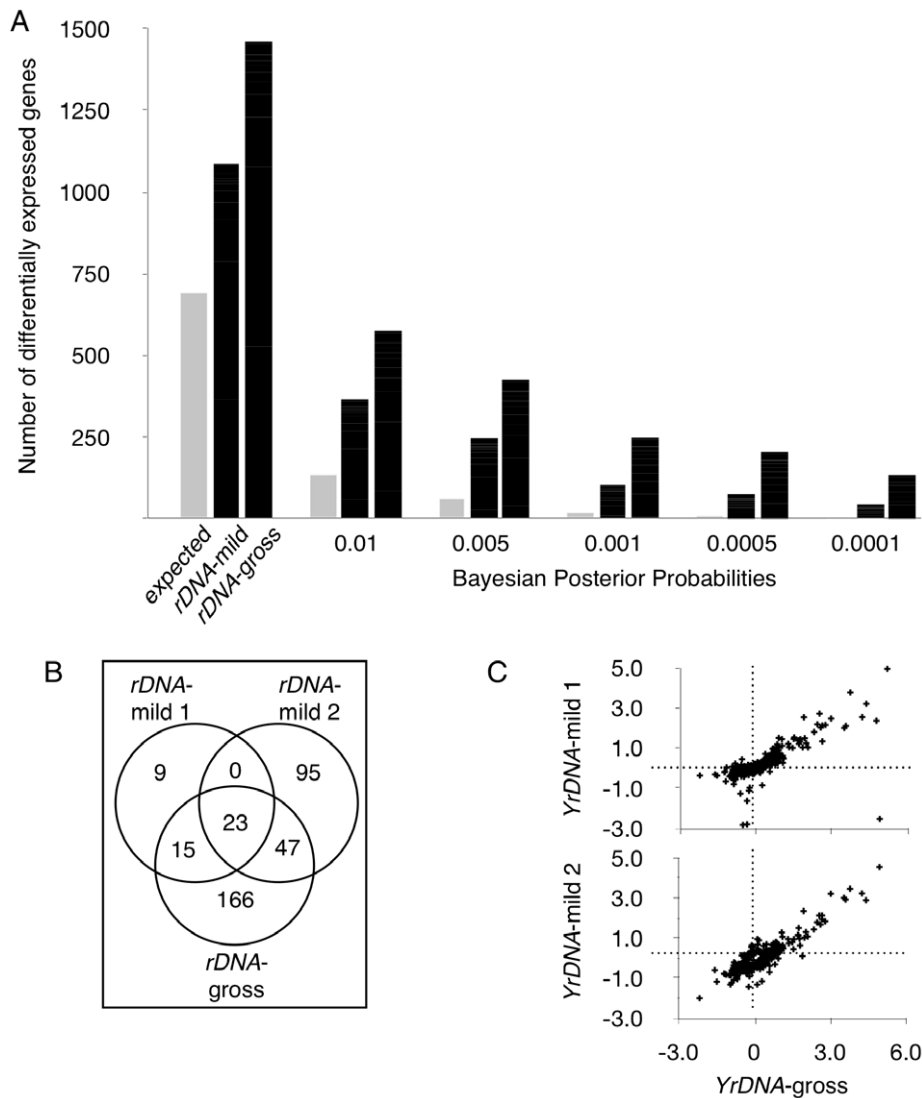 A
1500
1250
1000
750
500
250
Number of differentially expressed genes
expected
rDNA-mild
rDNA-gross
0.01
0.005
0.001
0.0005
0.0001
Bayesian Posterior Probabilities
B
rDNA-
mild 1
rDNA-
mild 2
9
0
95
23
15
47
166
rDNA-
gross
C
5.0
3.0
1.0
-1.0
-3.0
YrDNA-mild 1
5.0
3.0
1.0
-1.0
-3.0
YrDNA-mild 2
-3.0
0
3.0
6.0
YrDNA-gross